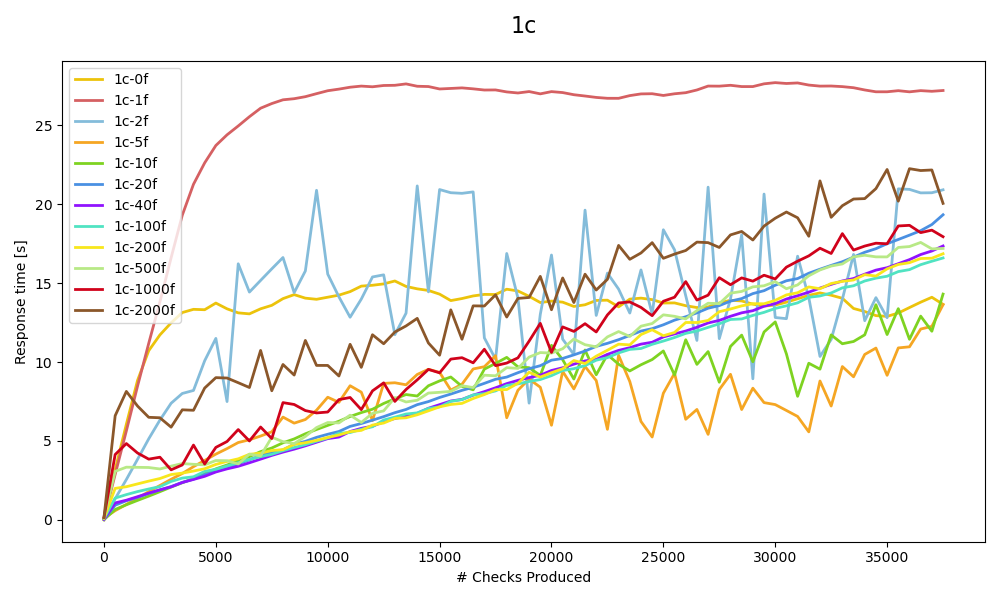 1c
1c-0f
1c-1f
1c-2f
1c-5f
1c-10f
1c-20f
1c-40f
1c-100f
1c-200f
1c-500f
1c-1000f
1c-2000f
Response time [s]
25
20
15
10
5
0
0 5000 10000 15000 20000 25000 30000 35000
# Checks Produced